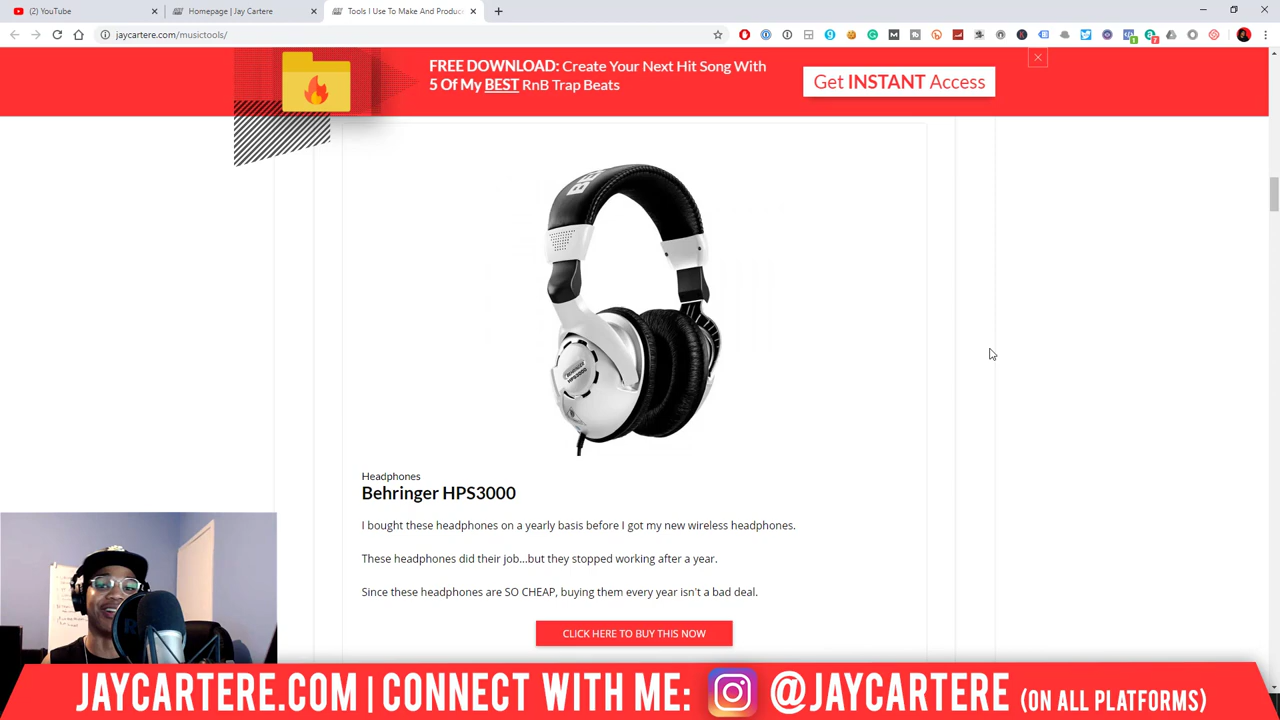 (2) YouTube
Homepage | Jay Cartere
Tools I Use To Make And Produc
jaycartere.com/musictools/
FREE DOWNLOAD: Create Your Next Hit Song With
5 Of My BEST RnB Trap Beats
Get INSTANT Access
BEHRINGER
HPS3000
Headphones
Behringer HPS3000
I bought these headphones on a yearly basis before I got my new wireless headphones.
These headphones did their job...but they stopped working after a year.
Since these headphones are SO CHEAP, buying them every year isn't a bad deal.
CLICK HERE TO BUY THIS NOW
JAYCARTERE.COM | CONNECT WITH ME: @JAYCARTERE (ON ALL PLATFORMS)